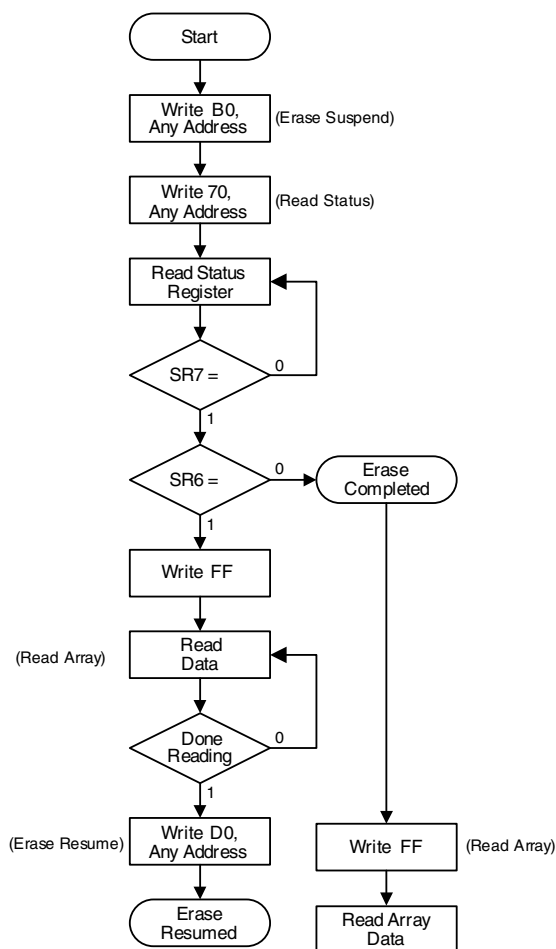 Start
Write B0,
Any Address
(Erase Suspend)
Write 70,
Any Address
(Read Status)
Read Status
Register
SR7 =
0
1
SR6 =
0
Erase
Completed
1
Write FF
(Read Array)
Read
Data
Done
Reading
0
1
(Erase Resume)
Write D0,
Any Address
Write FF
(Read Array)
Erase
Resumed
Read Array
Data